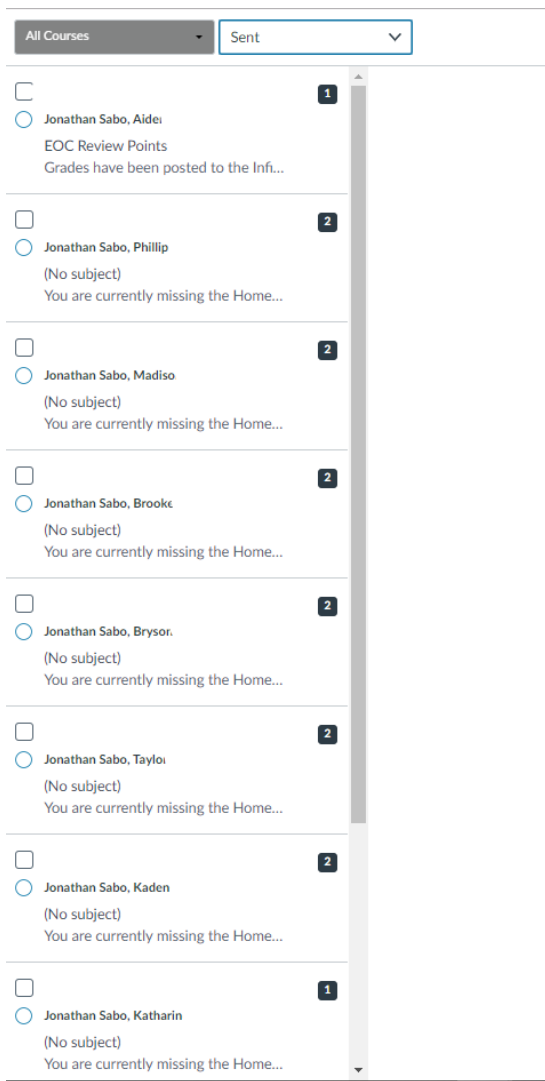 All Courses
Sent
1
Jonathan Sabo, Aiden
EOC Review Points
Grades have been posted to the Infi...
2
Jonathan Sabo, Phillip
(No subject)
You are currently missing the Home...
2
Jonathan Sabo, Madiso
(No subject)
You are currently missing the Home...
2
Jonathan Sabo, Brooke
(No subject)
You are currently missing the Home...
2
Jonathan Sabo, Bryson
(No subject)
You are currently missing the Home...
2
Jonathan Sabo, Taylo
(No subject)
You are currently missing the Home...
2
Jonathan Sabo, Kaden
(No subject)
You are currently missing the Home...
1
Jonathan Sabo, Katharin
(No subject)
You are currently missing the Home...